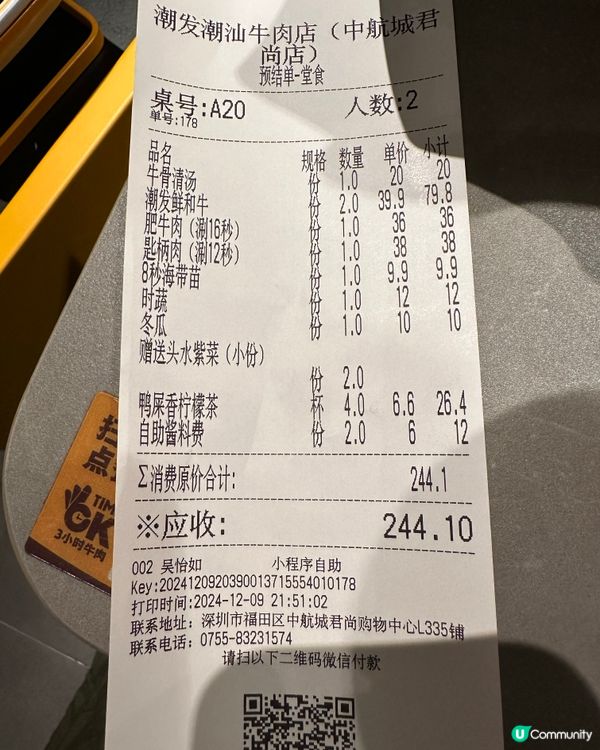 潮发潮汕牛肉店（中航城君
尚店）
预结单-堂食
桌号:A20 人数:2
单号:178
品名 规格 数量 单价 小计
牛骨清汤 份 1.0 20 20
潮发鲜和牛 份 2.0 39.9 79.8
肥牛肉（涮16秒） 份 1.0 36 36
匙柄肉（涮12秒） 份 1.0 38 38
8秒海带苗 份 1.0 9.9 9.9
时蔬 份 1.0 12 12
冬瓜 份 1.0 10 10
赠送头水紫菜（小份）
份 2.0
鸭屎香柠檬茶 杯 4.0 6.6 26.4
自助酱料费 份 2.0 6 12
Σ消费原价合计: 244.1
※应收: 244.10
002 吴怡如 小程序自助
Key:2024120920390013715554010178
打印时间:2024-12-09 21:51:02
联系地址: 深圳市福田区中航城君尚购物中心L335铺
联系电话: 0755-83231574
请扫以下二维码微信付款
扫
点
TIM
OK
3小时牛肉
U Community